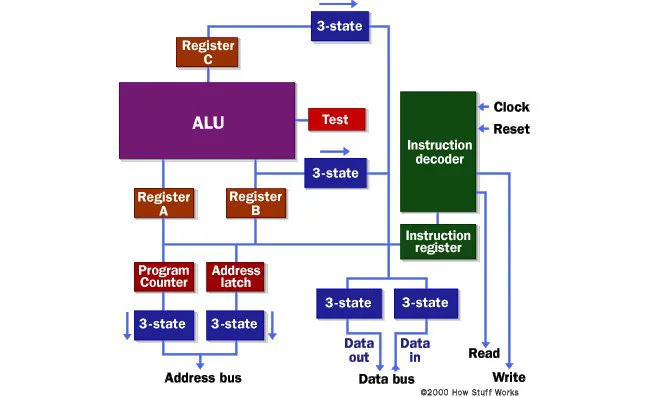 3-state
Register
C
ALU
Test
Clock
Reset
Instruction
decoder
3-state
Register
A
Register
B
Instruction
register
Program
Counter
Address
latch
3-state
3-state
3-state
3-state
Data
out
Data
in
Read
Address bus
Data bus
Write
©2000 How Stuff Works